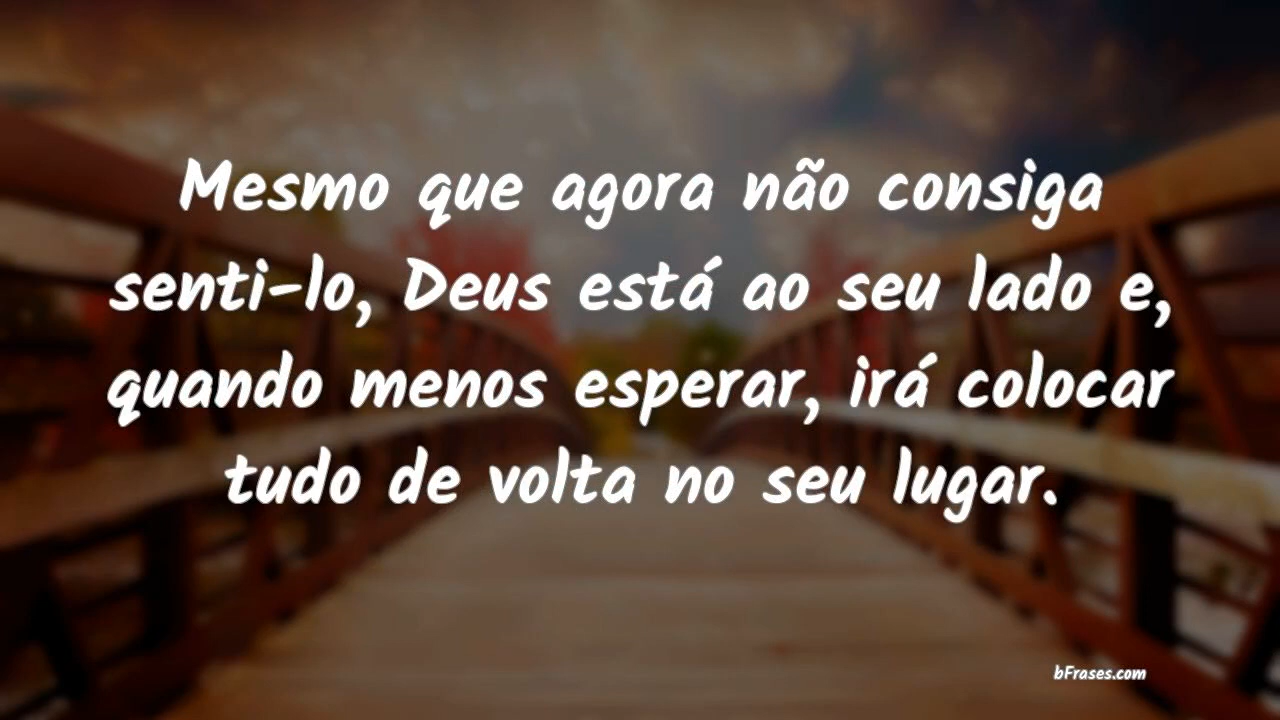 Mesmo que agora não consiga
senti-lo, Deus está ao seu lado e,
quando menos esperar, irá colocar
tudo de volta no seu lugar.
bFrases.com